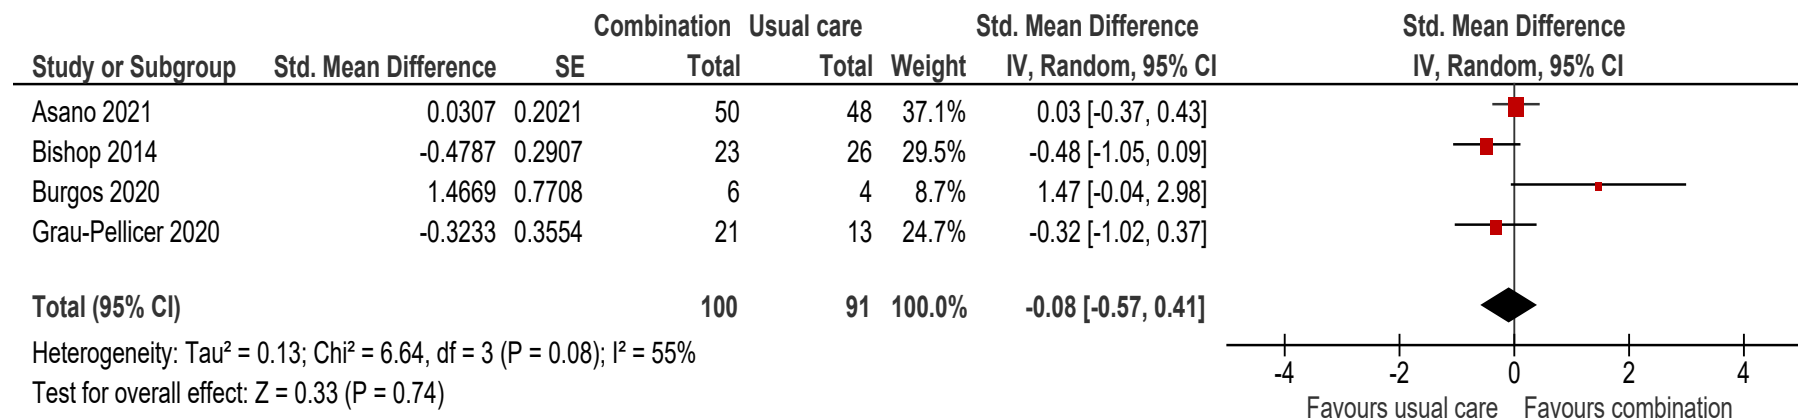 Combination Usual care Std. Mean Difference Std. Mean Difference
Study or Subgroup Std. Mean Difference SE Total Total Weight IV, Random, 95% CI IV, Random, 95% CI
Asano 2021 0.0307 0.2021 50 48 37.1% 0.03 [-0.37, 0.43]
Bishop 2014 -0.4787 0.2907 23 26 29.5% -0.48 [-1.05, 0.09]
Burgos 2020 1.4669 0.7708 6 4 8.7% 1.47 [-0.04, 2.98]
Grau-Pellicer 2020 -0.3233 0.3554 21 13 24.7% -0.32 [-1.02, 0.37]
Total (95% CI) 100 91 100.0% -0.08 [-0.57, 0.41]
Heterogeneity: Tau² = 0.13; Chi² = 6.64, df = 3 (P = 0.08); I² = 55%
Test for overall effect: Z = 0.33 (P = 0.74)
-4 -2 0 2 4
Favours usual care Favours combination